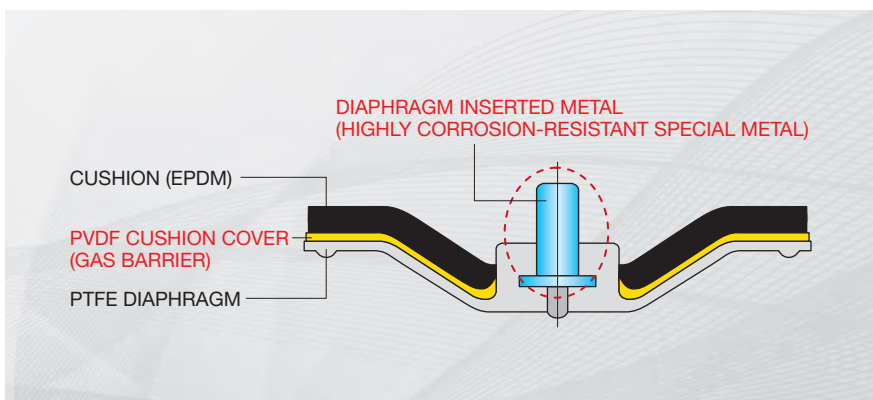 DIAPHRAGM INSERTED METAL
(HIGHLY CORROSION-RESISTANT SPECIAL METAL)
CUSHION (EPDM)
PVDF CUSHION COVER
(GAS BARRIER)
PTFE DIAPHRAGM